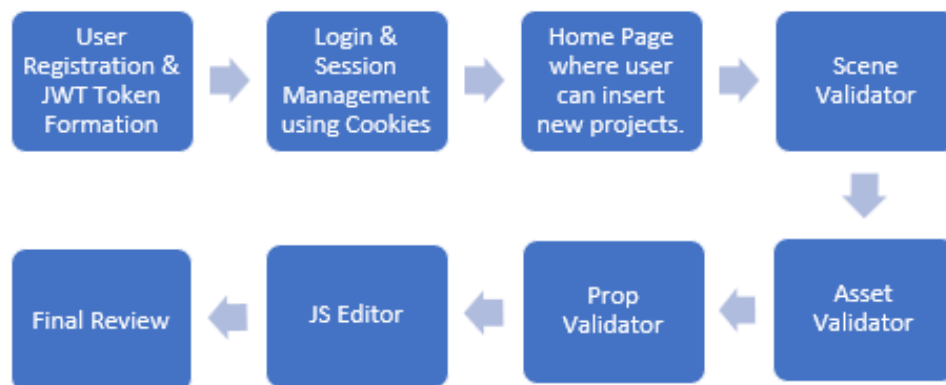 User
Registration &
JWT Token
Formation
Login &
Session
Management
using Cookies
Home Page
where user
can insert
new projects.
Scene
Validator
Asset
Validator
Prop
Validator
JS Editor
Final Review